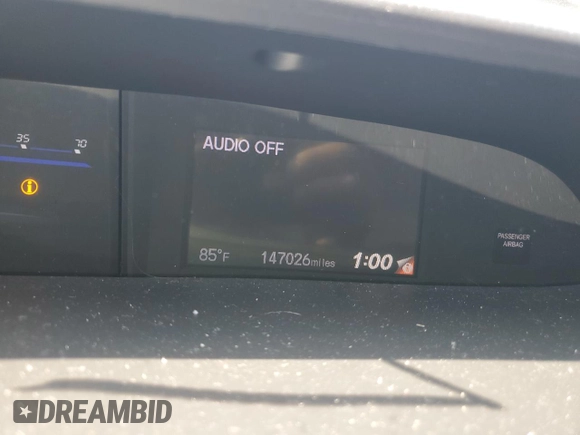 35 70
AUDIO OFF
85°F 147026miles 1:00
PASSENGER
AIRBAG
DREAMBID